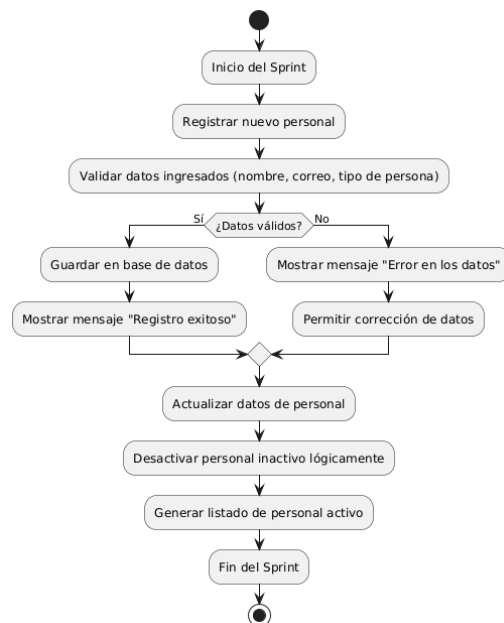 Inicio del Sprint
Registrar nuevo personal
Validar datos ingresados (nombre, correo, tipo de persona)
Sí
¿Datos válidos?
No
Guardar en base de datos
Mostrar mensaje "Error en los datos"
Mostrar mensaje "Registro exitoso"
Permitir corrección de datos
Actualizar datos de personal
Desactivar personal inactivo lógicamente
Generar listado de personal activo
Fin del Sprint